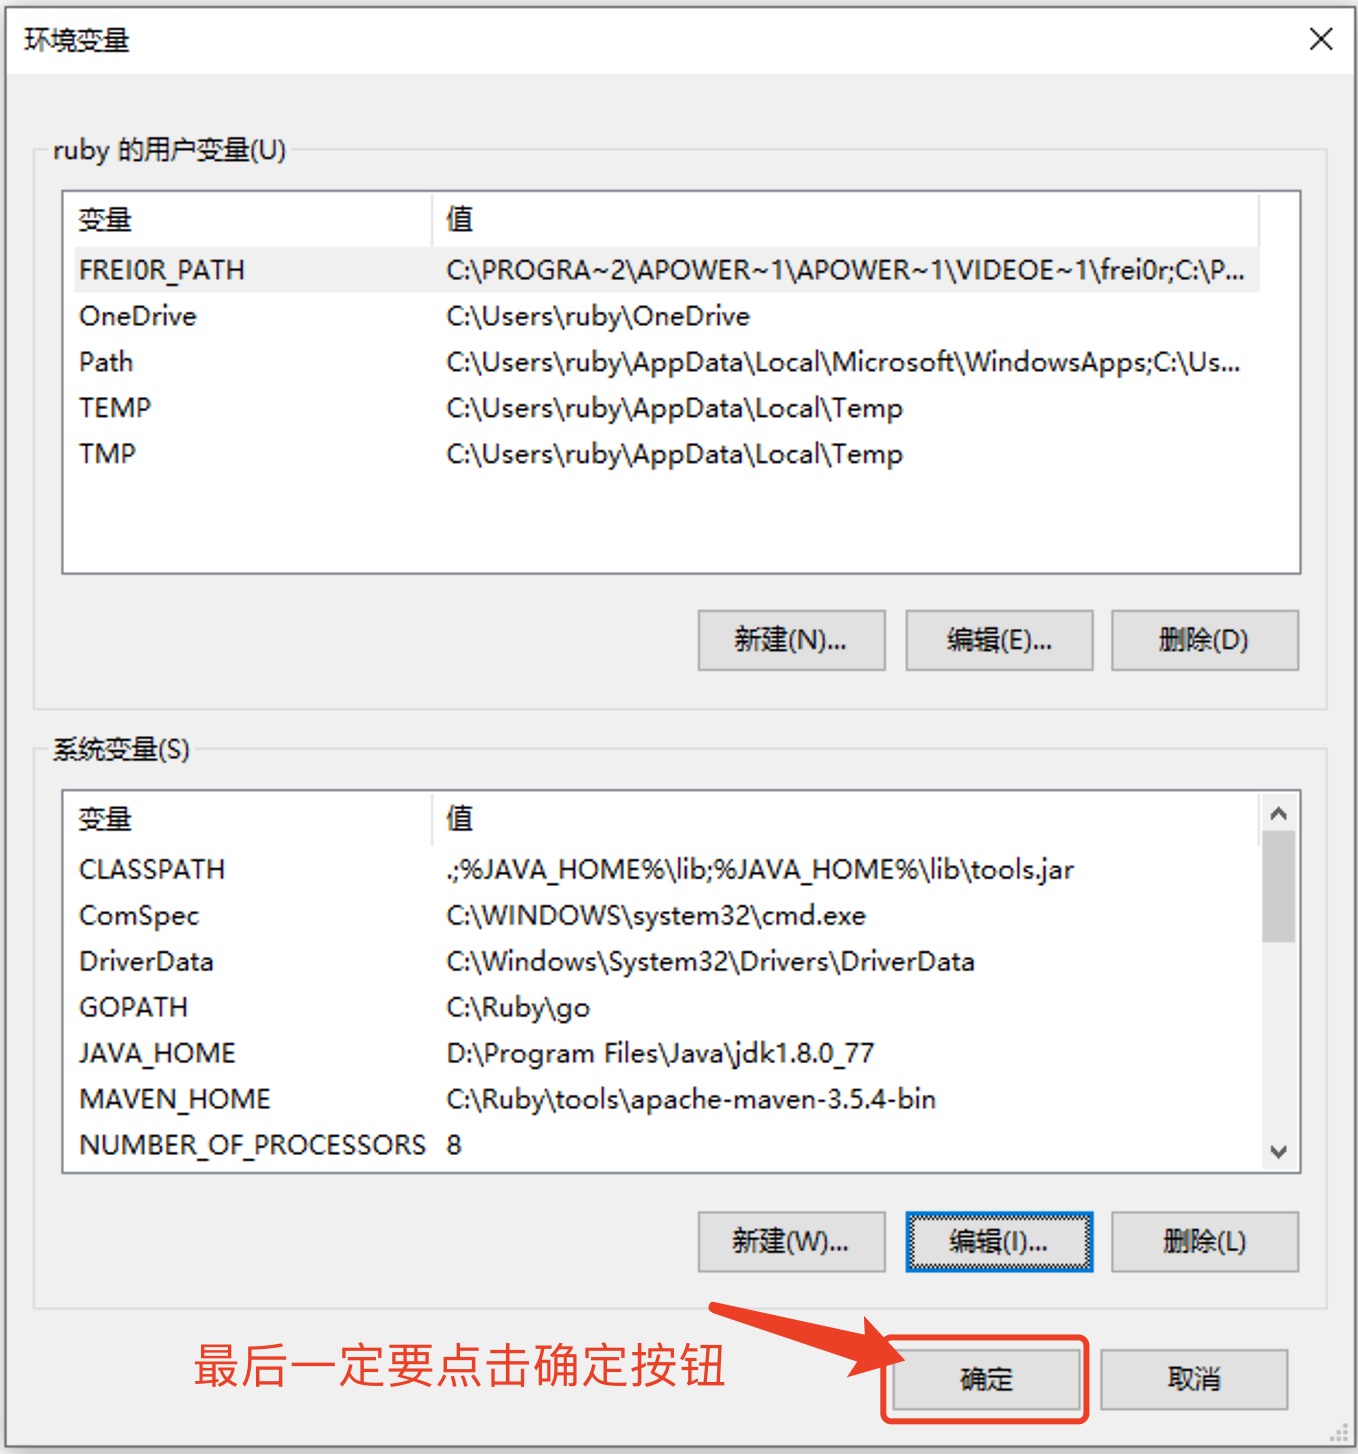 环境变量
ruby 的用户变量(U)
变量 值
FREI0R_PATH C:\PROGRA~2\APOWER~1\APOWER~1\VIDEOE~1\frei0r;C:\P...
OneDrive C:\Users\ruby\OneDrive
Path C:\Users\ruby\AppData\Local\Microsoft\WindowsApps;C:\Us...
TEMP C:\Users\ruby\AppData\Local\Temp
TMP C:\Users\ruby\AppData\Local\Temp
新建(N)... 编辑(E)... 删除(D)
系统变量(S)
变量 值
CLASSPATH .;%JAVA_HOME%\lib;%JAVA_HOME%\lib\tools.jar
ComSpec C:\WINDOWS\system32\cmd.exe
DriverData C:\Windows\System32\Drivers\DriverData
GOPATH C:\Ruby\go
JAVA_HOME D:\Program Files\Java\jdk1.8.0_77
MAVEN_HOME C:\Ruby\tools\apache-maven-3.5.4-bin
NUMBER_OF_PROCESSORS 8
新建(W)... 编辑(I)... 删除(L)
最后一定要点击确定按钮
确定 取消